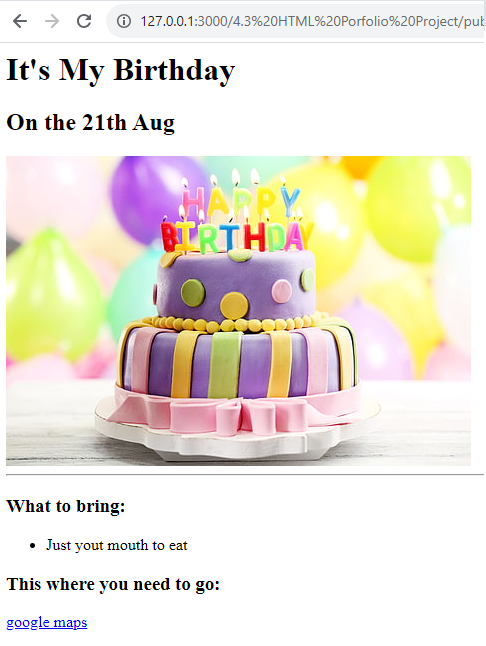 127.0.0.1:3000/4.3%20HTML%20Porfolio%20Project/pub
It's My Birthday
On the 21th Aug
HAPPY
BIRTHDAY
What to bring:
Just yout mouth to eat
This where you need to go:
google maps